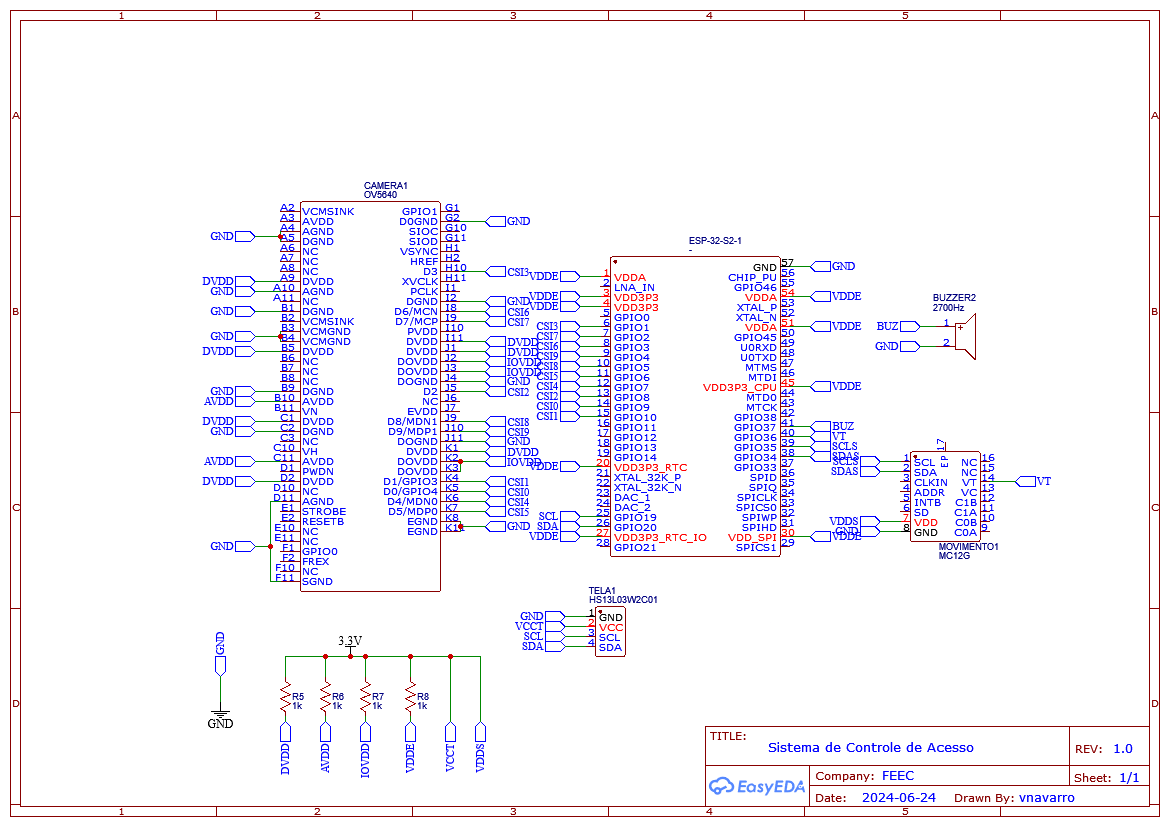 1 2 3 4 5
A
B
C
D
A
B
C
D
CAMERA1
OV5640
A2 VCMSINK
A3 AVDD
A4 AGND
GND A5 DGND
A6 NC
A7 NC
A8 NC
DVDD A9 DVDD
GND A10 AGND
A11 NC
GND B1 DGND
B2 VCMSINK
GND B3 VCMGND
B4 VCMGND
DVDD B5 DVDD
B6 NC
B7 NC
B8 NC
GND B9 DGND
AVDD B10 AVDD
B11 VN
DVDD C1 DVDD
GND C2 DGND
C3 NC
C10 VH
AVDD C11 AVDD
D1 PWDN
DVDD D2 DVDD
D10 NC
D11 AGND
E1 STROBE
E2 RESETB
E10 NC
E11 NC
GND F1 GPIO0
F2 FREX
F10 NC
F11 SGND
GPIO1 G1
D0GND G2 GND
SIOC G10
SIOD G11
VSYNC H1
HREF H2
D3 H10 CSI3
XVCLK H11
PCLK I1
DGND I2 GND
D6/MCN I8 CSI6
D7/MCP I9 CSI7
PVDD I10
DVDD I11 DVDD
DVDD J1 DVDD
DOVDD J2 IOVDD
DOVDD J3 IOVDD
DOGND J4 GND
D2 J5 CSI2
NC J6
EVDD J7
D8/MDN1 J9 CSI8
D9/MDP1 J10 CSI9
DOGND J11 GND
DVDD K1 DVDD
DOVDD K2 IOVDD
DOVDD K3
D1/GPIO3 K4 CSI1
D0/GPIO4 K5 CSI0
D4/MDN0 K6 CSI4
D5/MDP0 K7 CSI5
EGND K8
EGND K11 GND
ESP-32-S2-1
-
VDDE 1 VDDA
2 LNA_IN
VDDE 3 VDD3P3
VDDE 4 VDD3P3
5 GPIO0
CSI3 6 GPIO1
CSI7 7 GPIO2
CSI6 8 GPIO3
CSI9 9 GPIO4
CSI8 10 GPIO5
CSI5 11 GPIO6
CSI4 12 GPIO7
CSI2 13 GPIO8
CSI0 14 GPIO9
CSI1 15 GPIO10
16 GPIO11
17 GPIO12
18 GPIO13
19 GPIO14
VDDE 20 VDD3P3_RTC
21 XTAL_32K_P
22 XTAL_32K_N
23 DAC_1
24 DAC_2
SCL 25 GPIO19
SDA 26 GPIO20
VDDE 27 VDD3P3_RTC_IO
28 GPIO21
GND 57 GND
CHIP_PU 56
GPIO46 55
VDDA 54 VDDE
XTAL_P 53
XTAL_N 52
VDDA 51 VDDE
GPIO45 50
U0RXD 49
U0TXD 48
MTMS 47
MTDI 46
VDD3P3_CPU 45 VDDE
MTDO 44
MTCK 43
GPIO38 42
GPIO37 41 BUZ
GPIO36 40 VT
GPIO35 39 SCLS
GPIO34 38 SDAS
GPIO33 37
SPID 36
SPIQ 35
SPICLK 34
SPICS0 33
SPIWP 32
SPIHD 31
VDD_SPI 30 VDDE
SPICS1 29
BUZZER2
2700Hz
BUZ 1 +
GND 2
17
EP
SCLS 1 SCL
SDAS 2 SDA
3 CLKIN
4 ADDR
5 INTB
6 SD
VDDS 7 VDD
GND 8 GND
NC 16
NC 15
VT 14 VT
VC 13
C1B 12
C1A 11
C0B 10
C0A 9
MOVIMENTO1
MC12G
TELA1
HS13L03W2C01
GND 1 GND
VCCT 2 VCC
SCL 3 SCL
SDA 4 SDA
GND
GND
3.3V
R5
1k
R6
1k
R7
1k
R8
1k
DVDD
AVDD
IOVDD
VDDE
VCCT
VDDS
TITLE:
Sistema de Controle de Acesso
REV: 1.0
EasyEDA
Company: FEEC
Sheet: 1/1
Date: 2024-06-24 Drawn By: vnavarro
1 2 3 4 5